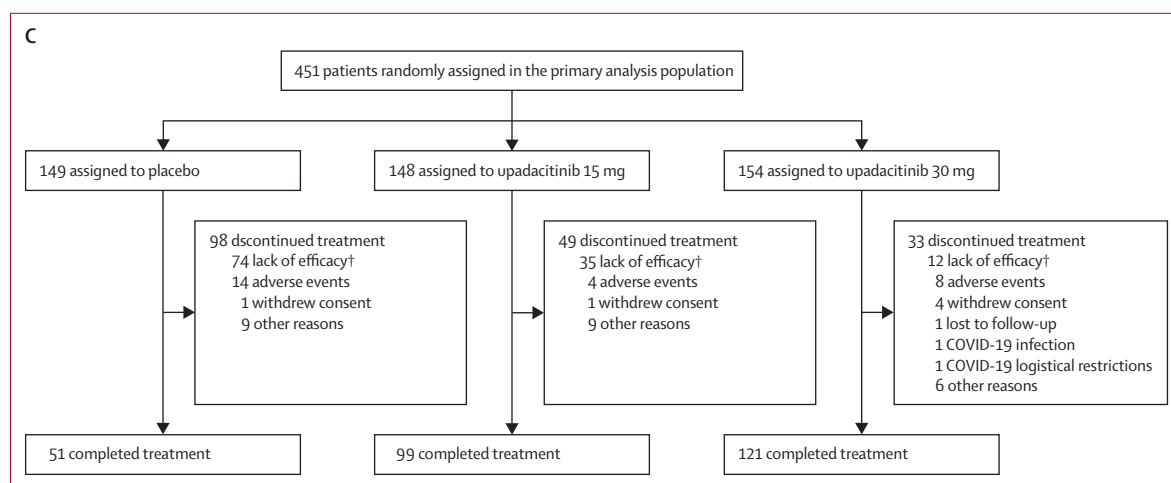 C
451 patients randomly assigned in the primary analysis population
149 assigned to placebo
148 assigned to upadacitinib 15 mg
154 assigned to upadacitinib 30 mg
98 dscontinued treatment
74 lack of efficacy†
14 adverse events
1 withdrew consent
9 other reasons
49 discontinued treatment
35 lack of efficacy†
4 adverse events
1 withdrew consent
9 other reasons
33 discontinued treatment
12 lack of efficacy†
8 adverse events
4 withdrew consent
1 lost to follow-up
1 COVID-19 infection
1 COVID-19 logistical restrictions
6 other reasons
51 completed treatment
99 completed treatment
121 completed treatment